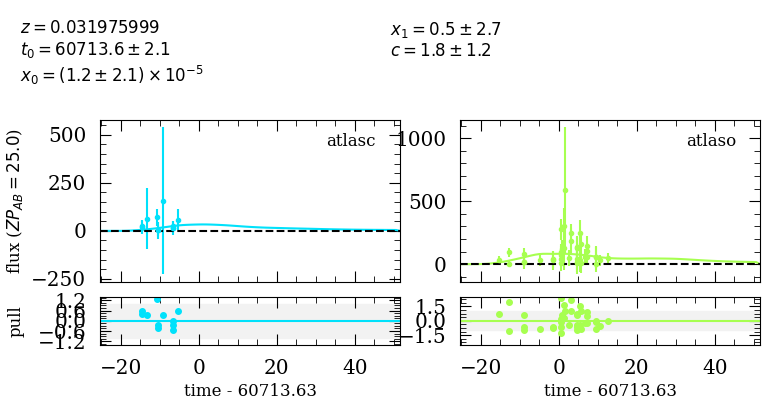 z = 0.031975999
t₀ = 60713.6 ± 2.1
x₀ = (1.2 ± 2.1) × 10⁻⁵
x₁ = 0.5 ± 2.7
c = 1.8 ± 1.2
flux (ZP_AB = 25.0)
500
250
0
−250
atlasc
1000
500
0
atlaso
pull
1.2
0.6
0.0
−0.6
−1.2
1.5
0.0
−1.5
−20 0 20 40
time - 60713.63
−20 0 20 40
time - 60713.63